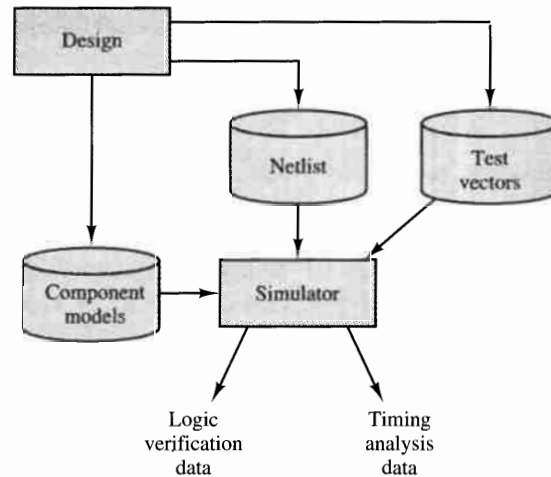 Design
Netlist
Test
vectors
Component
models
Simulator
Logic
verification
data
Timing
analysis
data